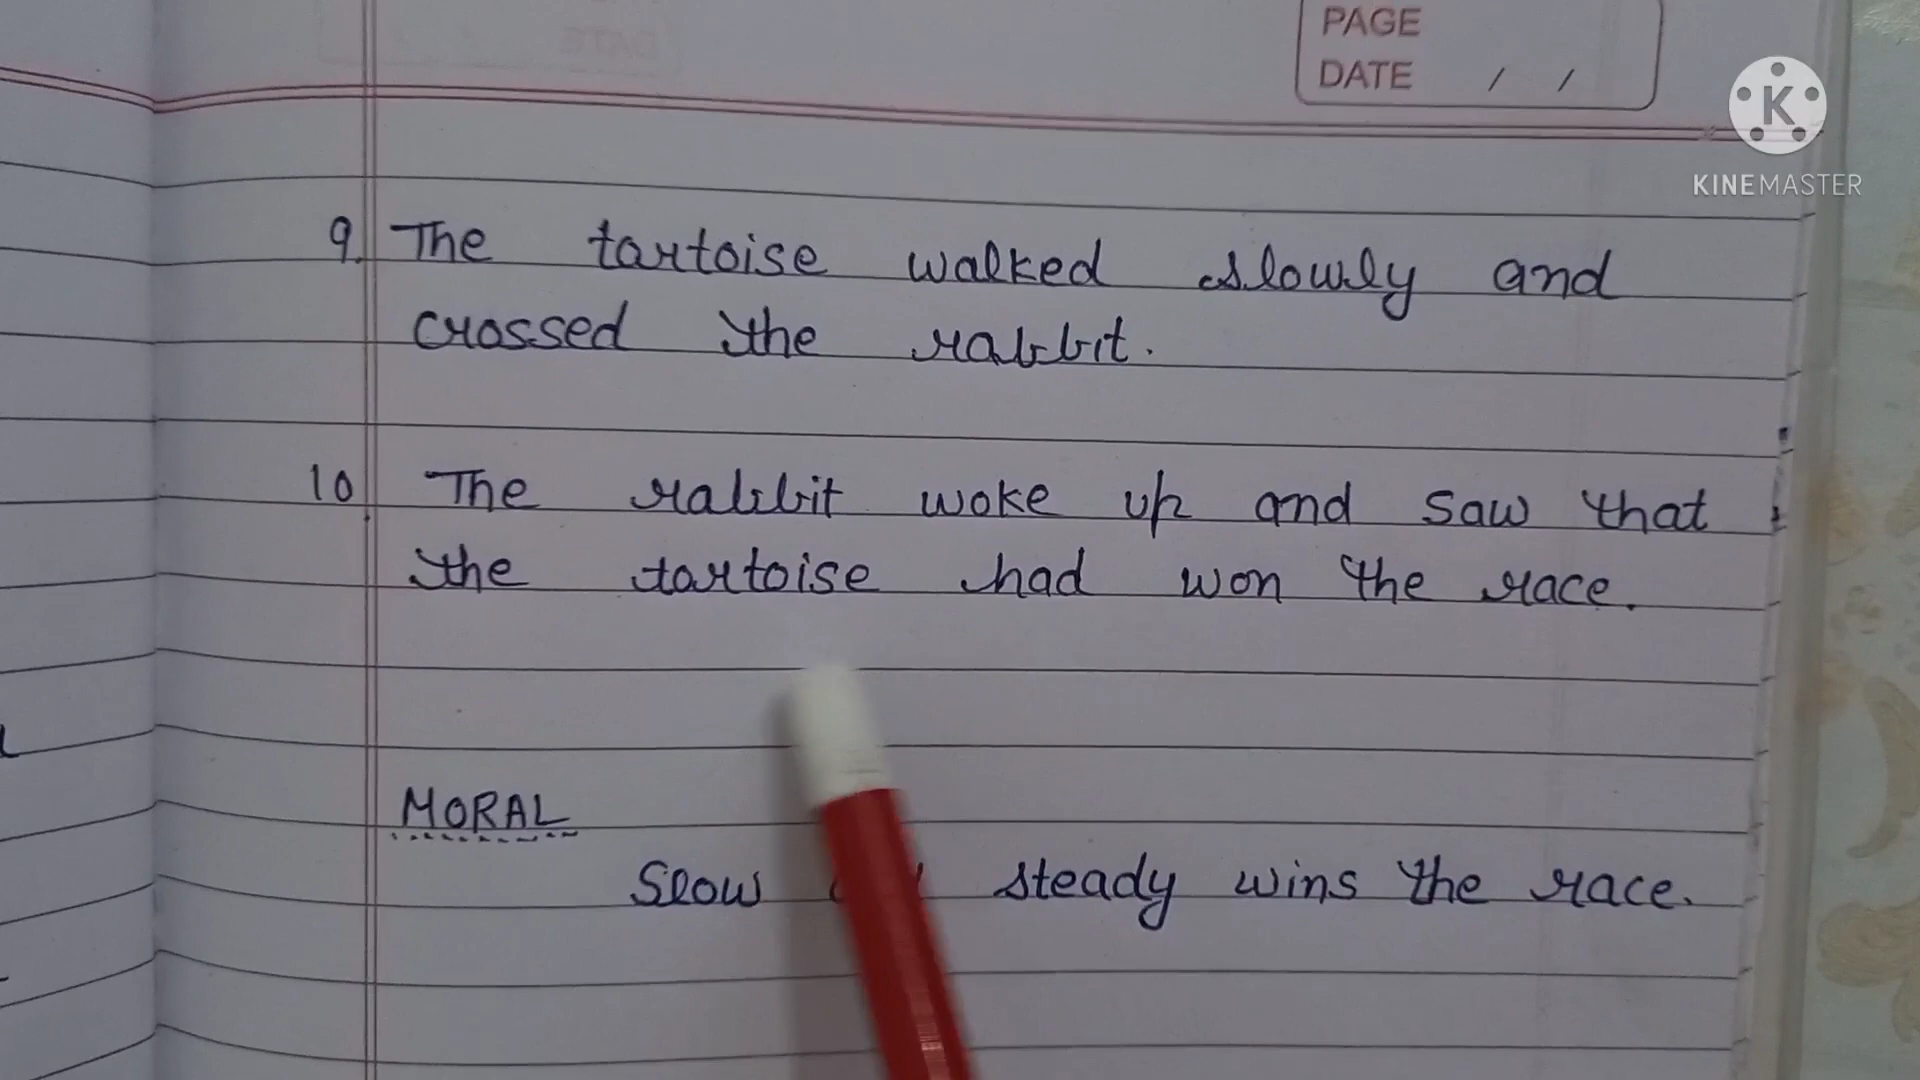 PAGE
DATE / /
KINEMASTER
9. The tartoise walked slowly and
crossed the rabbit.
10. The rabbit woke up and saw that
the tartoise had won the race.
MORAL
Slow steady wins the race.